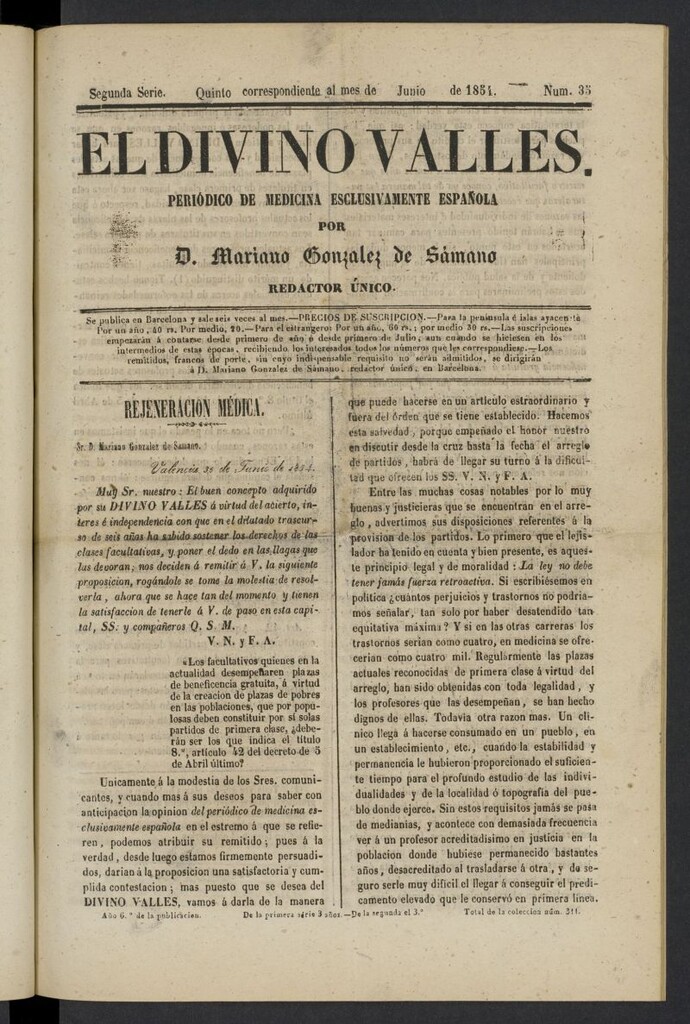 Segunda Serie. Quinto correspondiente al mes de Junio de 1854. Num. 35
EL DIVINO VALLES.
PERIÓDICO DE MEDICINA ESCLUSIVAMENTE ESPAÑOLA
POR
D. Mariano Gonzalez de Sámano
REDACTOR ÚNICO.
Se publica en Barcelona y sale seis veces al mes.—PRECIOS DE SUSCRIPCION.—Para la península é islas ayacente
Por un año, 40 rs. Por medio, 20.—Para el estrangero: Por un año, 60 rs.; por medio 30 rs.—Las suscripciones
empezarán á contarse desde primero de año ó desde primero de Julio, aun cuando se hiciesen en los
intermedios de estas épocas, recibiendo los interesados todos los números que les correspondiese.—Los
remitidos, francos de porte, sin cuyo indispensable requisito no serán admitidos, se dirigirán
á D. Mariano Gonzalez de Sámano, redactor único, en Barcelona.
REJENERACIÓN MÉDICA.
Sr. D. Mariano Gonzalez de Samano.
Valencia de Junio de 1854.
Muy Sr. nuestro: El buen concepto adquirido
por su DIVINO VALLES á virtud del acierto, in-
teres é independencia con que en el dilatado trascur-
so de seis años ha sabido sostener los derechos de las
clases facultativas, y poner el dedo en las llagas que
las devoran; nos deciden á remitir á V. la siguiente
proposicion, rogándole se tome la molestia de resol-
verla, ahora que se hace tan del momento y tienen
la satisfaccion de tenerle á V. de paso en esta capi-
tal, SS. y compañeros Q. S. M.
V. N. y F. A.
«Los facultativos quienes en la
actualidad desempeñaren plazas
de beneficencia gratuita, á virtud
de la creacion de plazas de pobres
en las poblaciones, que por popu-
losas deben constituir por sí solas
partidos de primera clase, ¿debe-
rán ser los que indica el título
8.º, artículo 42 del decreto de 5
de Abril último?
Unicamente á la modestia de los Sres. comuni-
cantes, y cuando mas á sus deseos para saber con
anticipacion la opinion del periódico de medicina es-
clusivamente española en el estremo á que se refie-
ren, podemos atribuir su remitido; pues á la
verdad, desde luego estamos firmemente persuadi-
dos, darian á la proposicion una satisfactoria y cum-
plida contestacion; mas puesto que se desea del
DIVINO VALLES, vamos á darla de la manera
que puede hacerse en un artículo estraordinario y
fuera del órden que se tiene establecido. Hacemos
esta salvedad, porque empeñado el honor nuestro
en discutir desde la cruz hasta la fecha el arreglo
de partidos, habrá de llegar su turno á la dificul-
tad que ofrecen los SS. V. N. y F. A.
Entre las muchas cosas notables por lo muy
buenas y justicieras que se encuentran en el arre-
glo, advertimos sus disposiciones referentes á la
provision de los partidos. Lo primero que el lejis-
lador ha tenido en cuenta y bien presente, es aques-
te principio legal y de moralidad: La ley no debe
tener jamás fuerza retroactiva. Si escribiésemos en
política ¿cuántos perjuicios y trastornos no podria-
mos señalar, tan solo por haber desatendido tan
equitativa máxima? Y si en las otras carreras los
trastornos serian como cuatro, en medicina se ofre-
cerian como cuatro mil. Regularmente las plazas
actuales reconocidas de primera clase á virtud del
arreglo, han sido obtenidas con toda legalidad, y
los profesores que las desempeñan, se han hecho
dignos de ellas. Todavia otra razon mas. Un clí-
nico llega á hacerse consumado en un pueblo, en
un establecimiento, etc., cuando la estabilidad y
permanencia le hubieron proporcionado el suficien-
te tiempo para el profundo estudio de las indivi-
dualidades y de la localidad ó topografía del pue-
blo donde ejerce. Sin estos requisitos jamás se pasa
de medianias, y acontece con demasiada frecuencia
ver á un profesor acreditadísimo en justicia en la
poblacion donde hubiese permanecido bastantes
años, desacreditado al trasladarse á otra, y de se-
guro serle muy dificil el llegar á conseguir el predi-
camento elevado que le conservó en primera línea.
Año 6.º de la publicacion. De la primera série 3 años.—De la segunda el 3.º Total de la coleccion núm. 311.